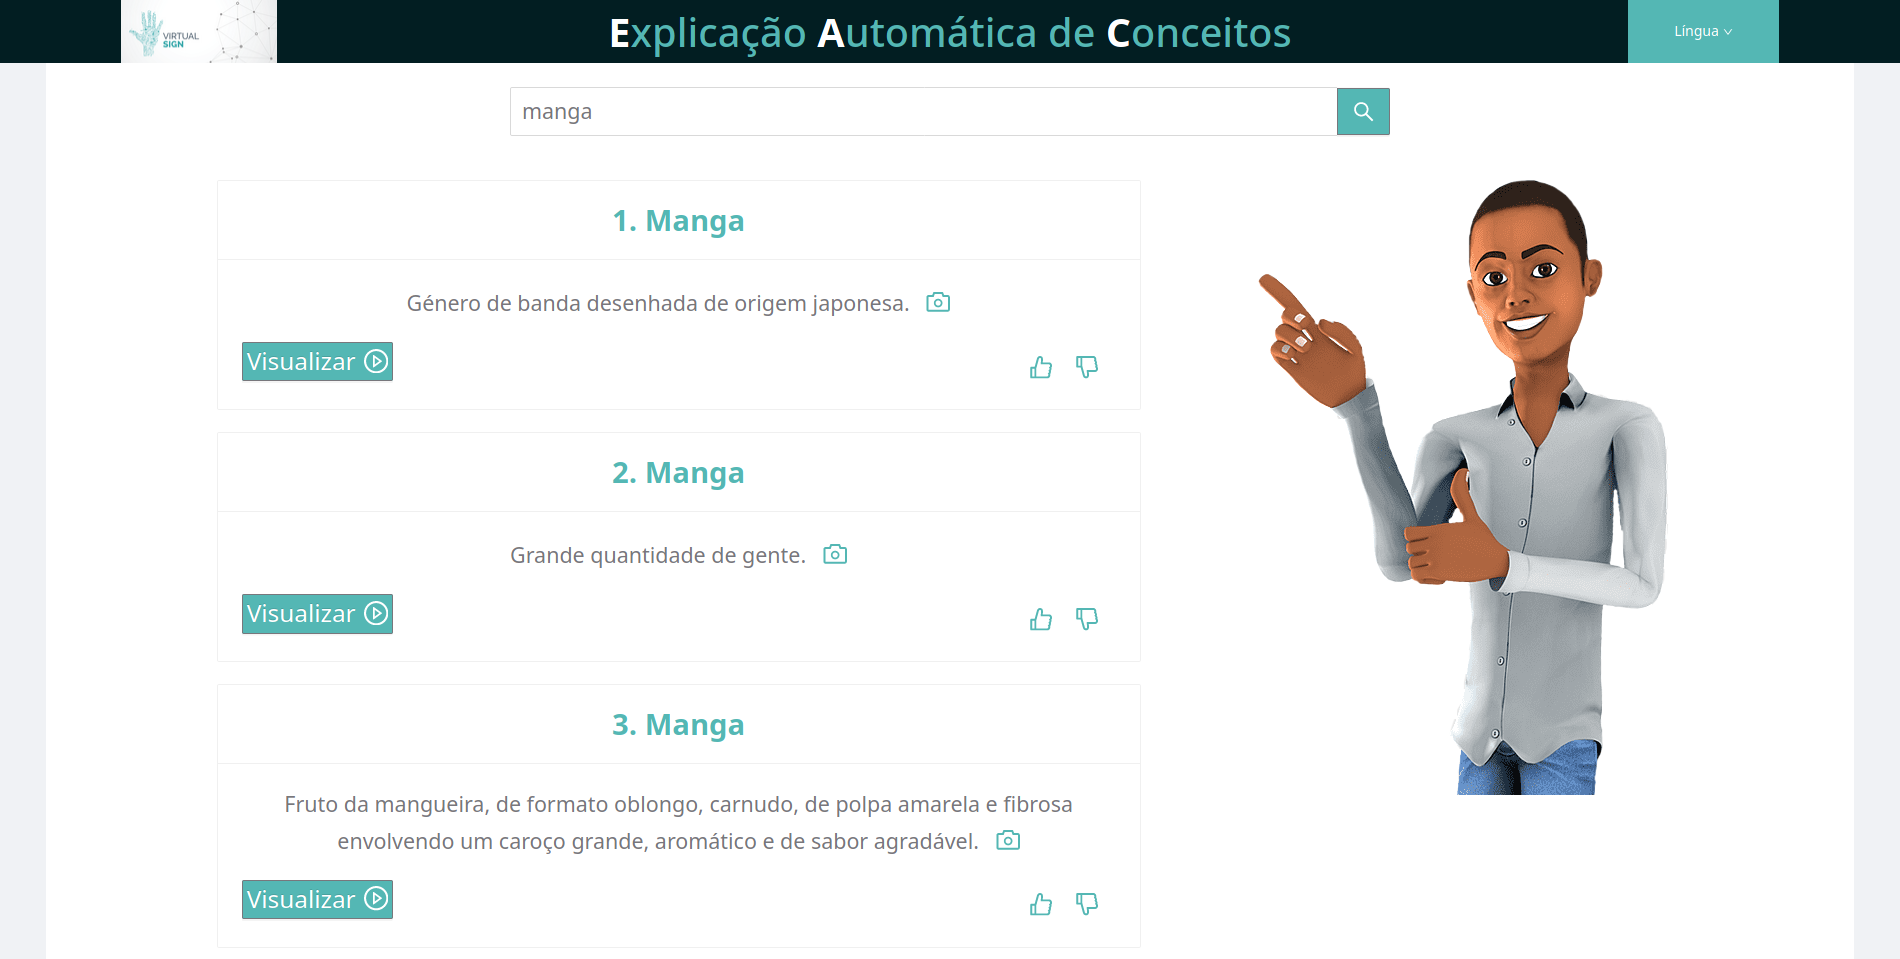 VIRTUAL
SIGN
Explicação Automática de Conceitos
Língua
manga
1. Manga
Género de banda desenhada de origem japonesa.
Visualizar
2. Manga
Grande quantidade de gente.
Visualizar
3. Manga
Fruto da mangueira, de formato oblongo, carnudo, de polpa amarela e fibrosa
envolvendo um caroço grande, aromático e de sabor agradável.
Visualizar